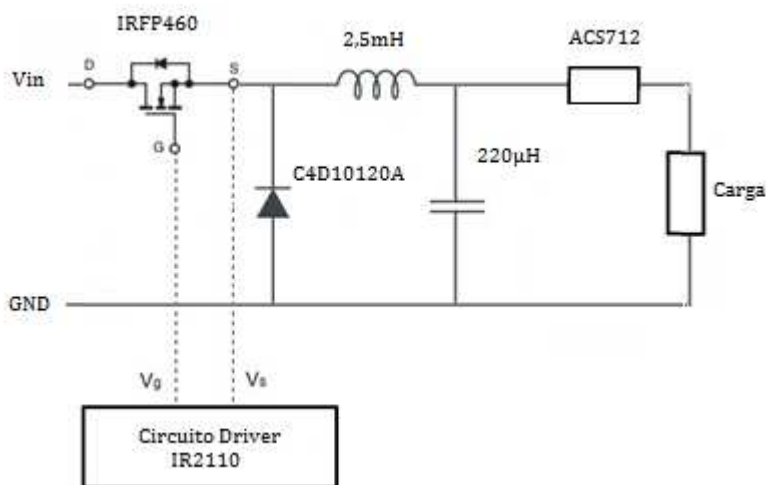 IRFP460
2,5mH
ACS712
Vin
D
S
G
C4D10120A
220µH
Carga
GND
Vg
Vs
Circuito Driver
IR2110